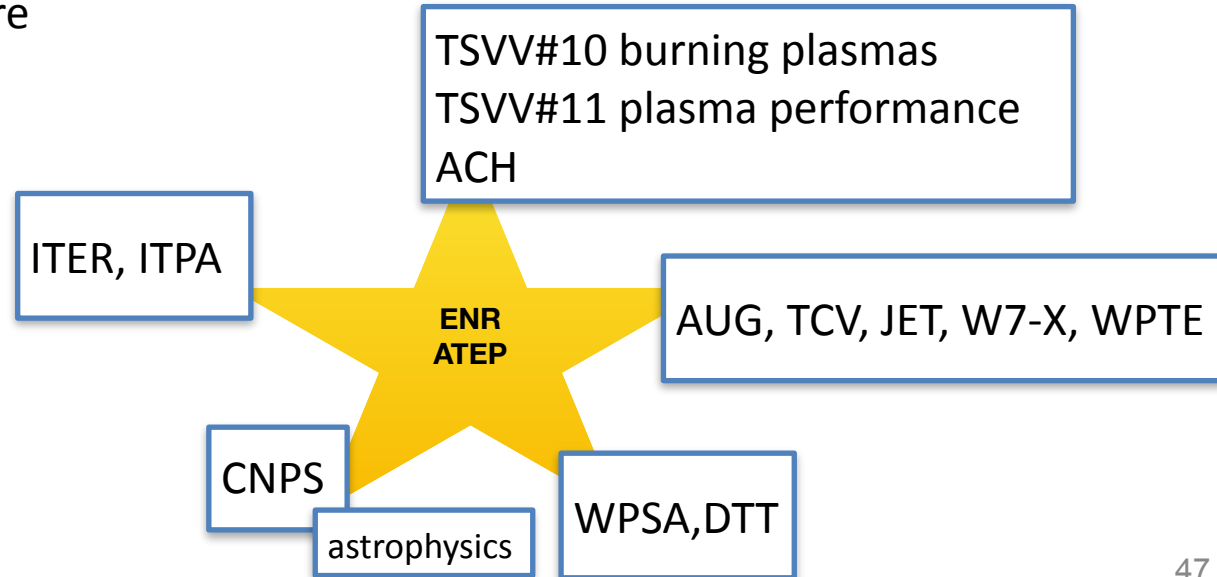 re
TSVV#10 burning plasmas
TSVV#11 plasma performance
ACH
ITER, ITPA
ENR
ATEP
AUG, TCV, JET, W7-X, WPTE
CNPS
astrophysics
WPSA,DTT
47